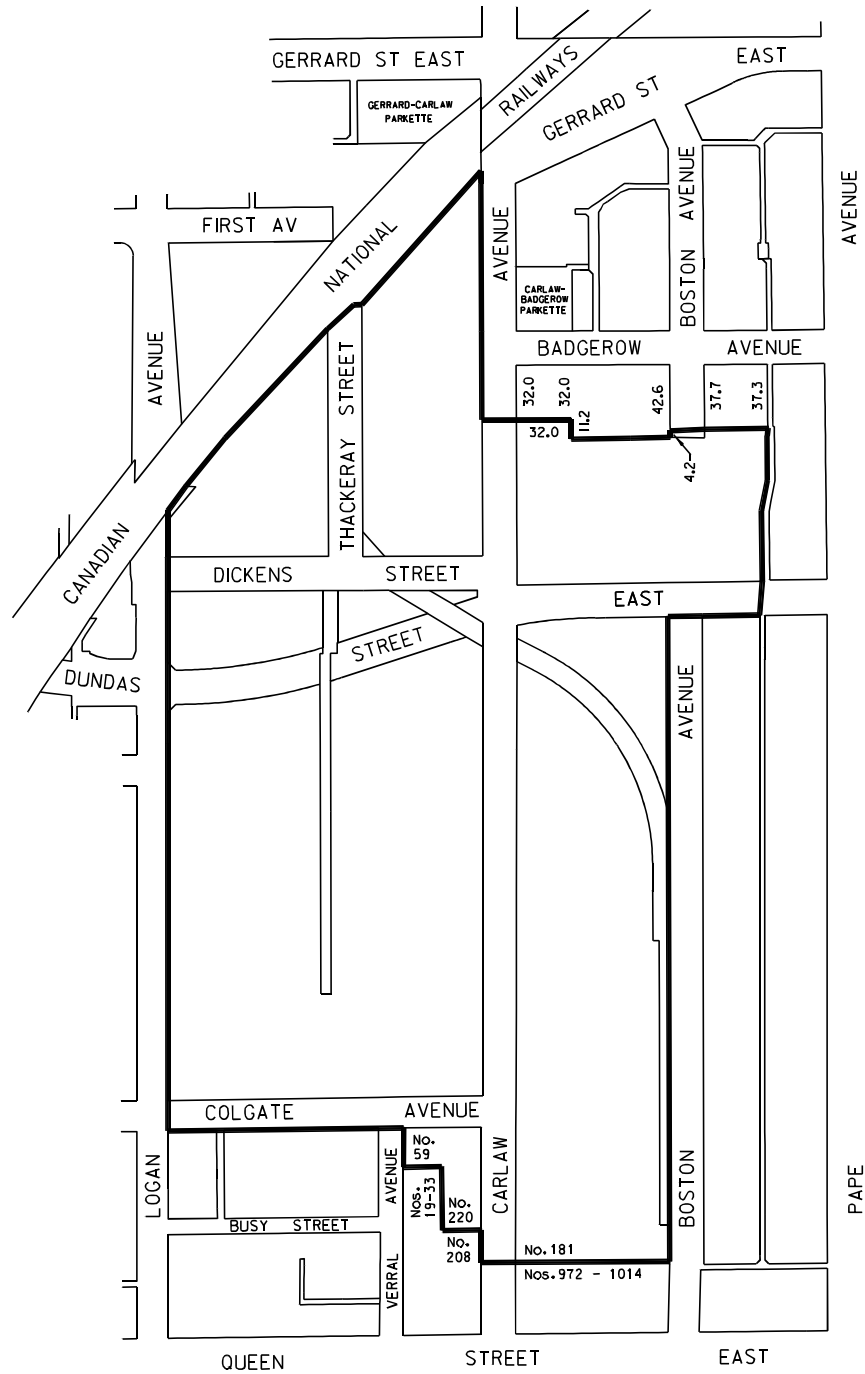 GERRARD ST EAST
RAILWAYS
EAST
GERRARD-CARLAW
PARKETTE
GERRARD ST
AVENUE
AVENUE
FIRST AV
NATIONAL
AVENUE
BOSTON
CARLAW-
BADGEROW
PARKETTE
AVENUE
THACKERAY STREET
BADGEROW AVENUE
32.0
32.0
42.6
37.7
37.3
32.0
11.2
4.2
CANADIAN
DICKENS STREET
EAST
STREET
DUNDAS
AVENUE
COLGATE AVENUE
LOGAN
AVENUE
No.
59
Nos.
19-33
CARLAW
BOSTON
PAPE
No.
220
BUSY STREET
No.
208
No. 181
Nos. 972 - 1014
VERRAL
QUEEN STREET EAST